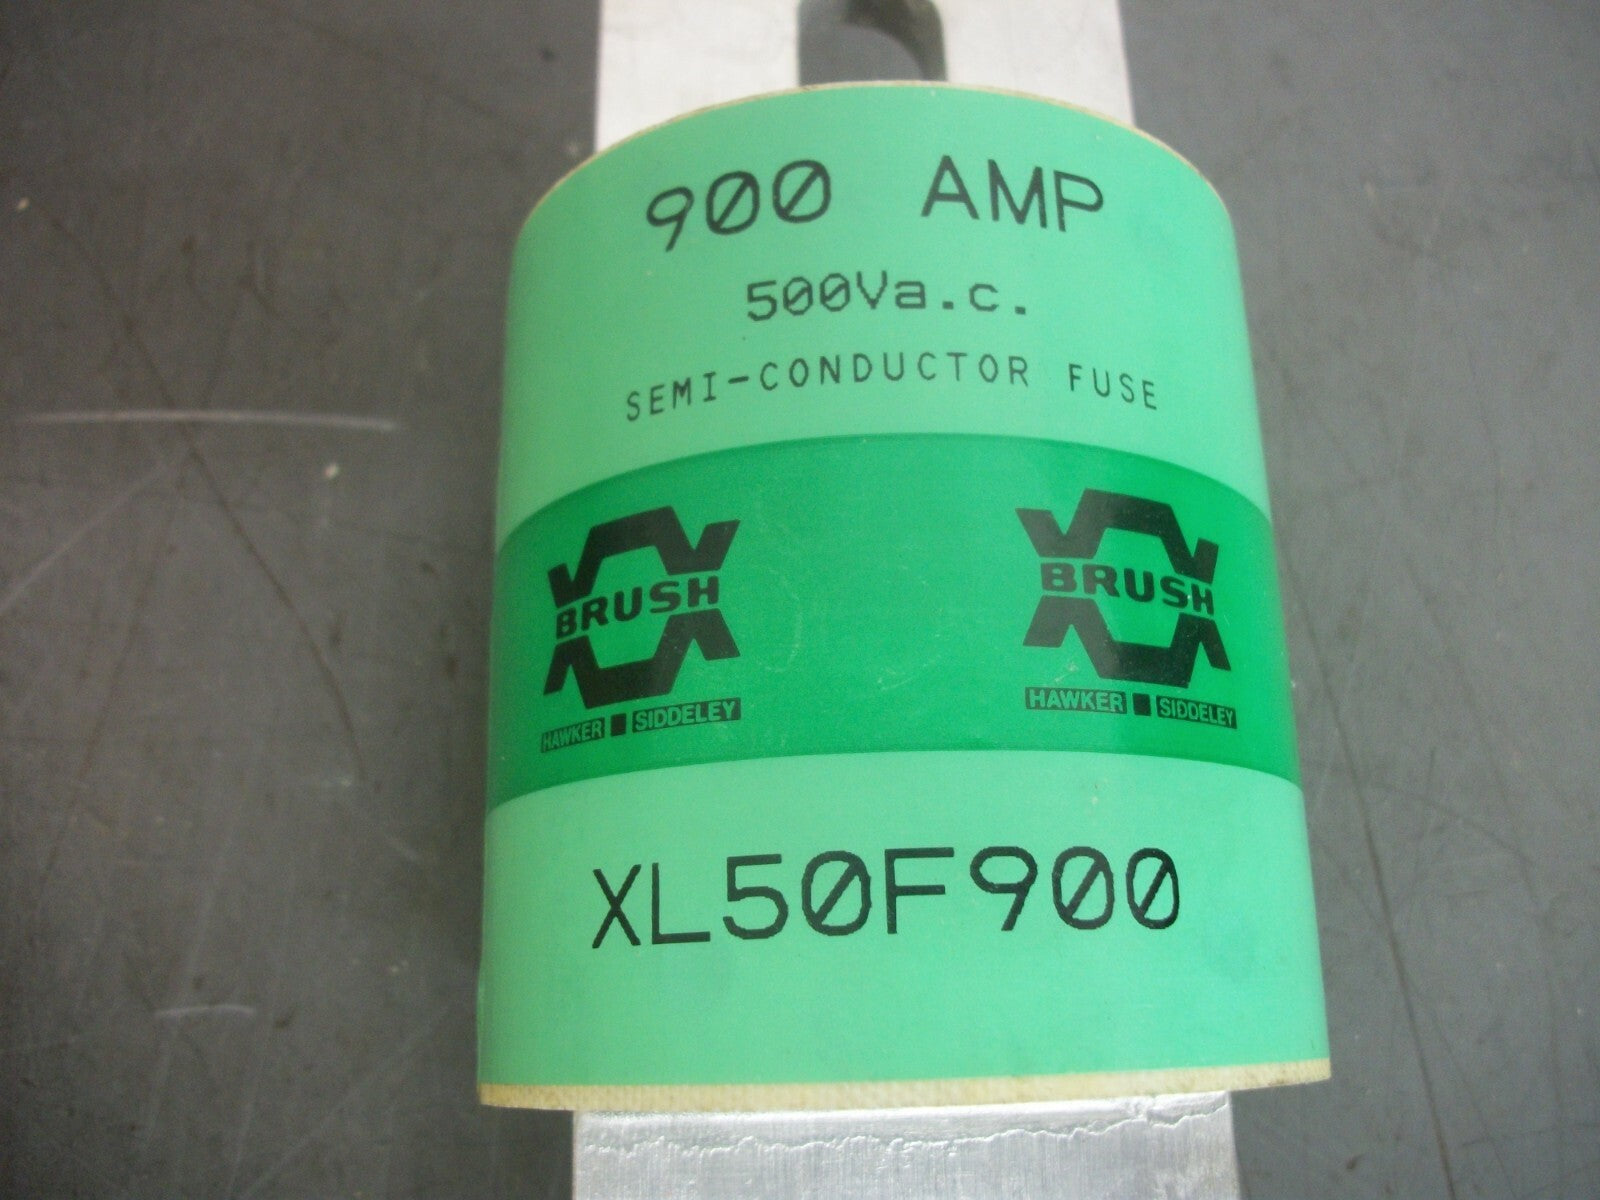 900 AMP
500Va.c.
SEMI-CONDUCTOR FUSE
BRUSH
HAWKER SIDDELEY
BRUSH
HAWKER SIDDELEY
XL50F900